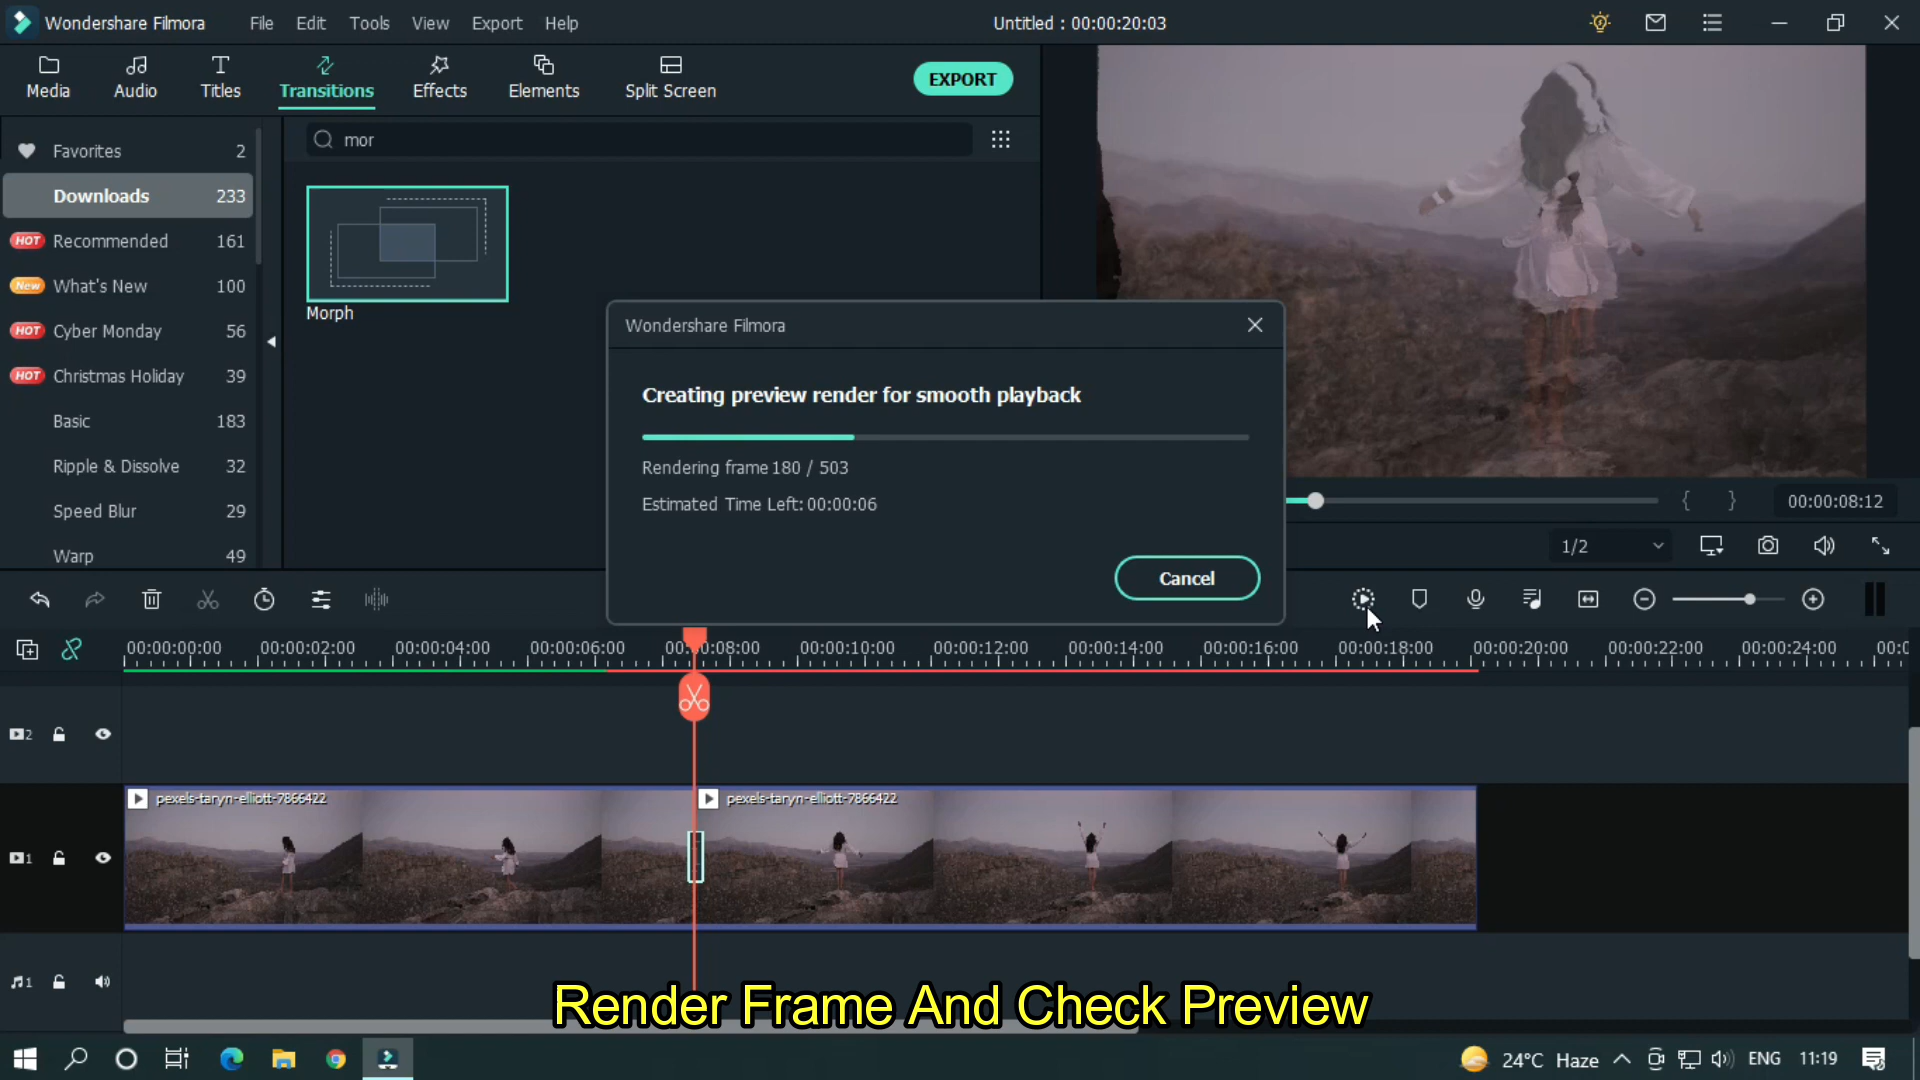 Wondershare Filmora File Edit Tools View Export Help Untitled : 00:00:20:03
Media Audio Titles Transitions Effects Elements Split Screen EXPORT
mor
Favorites 2
Downloads 233
HOT Recommended 161
New What's New 100
HOT Cyber Monday 56
HOT Christmas Holiday 39
Basic 183
Ripple & Dissolve 32
Speed Blur 29
Warp 49
Morph
Wondershare Filmora
Creating preview render for smooth playback
Rendering frame 180 / 503
Estimated Time Left: 00:00:06
Cancel
{ } 00:00:08:12
1/2
00:00:00:00 00:00:02:00 00:00:04:00 00:00:06:00 00:00:08:00 00:00:10:00 00:00:12:00 00:00:14:00 00:00:16:00 00:00:18:00 00:00:20:00 00:00:22:00 00:00:24:00
2
pexels-taryn-elliott-7866422 pexels-taryn-elliott-7866422
1
1
Render Frame And Check Preview
24°C Haze ENG 11:19